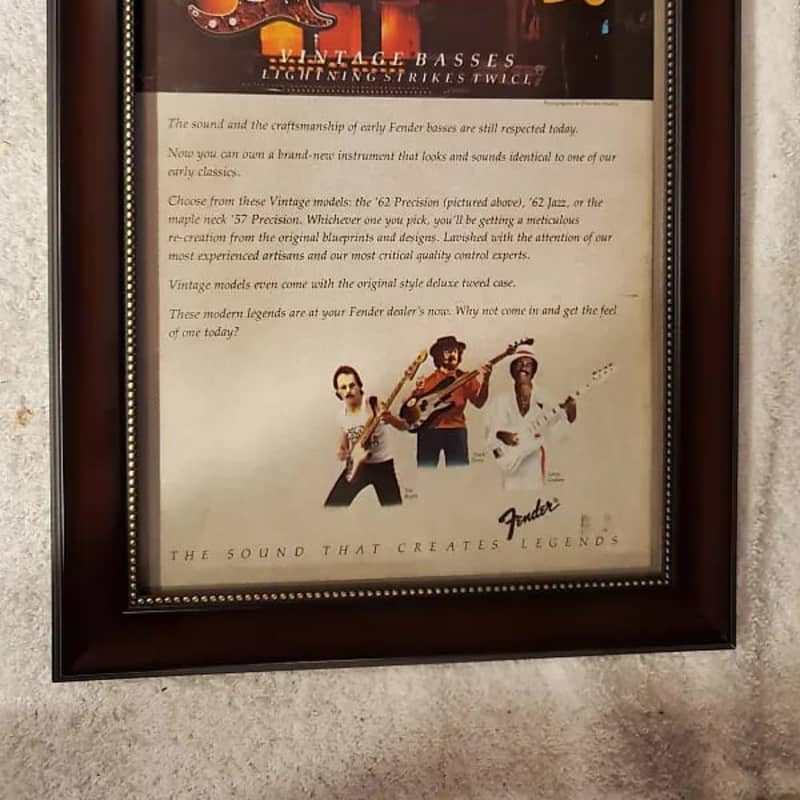 VINTAGE BASSES
LIGHTNING STRIKES TWICE
The sound and the craftsmanship of early Fender basses are still respected today.
Now you can own a brand-new instrument that looks and sounds identical to one of our
early classics.
Choose from these Vintage models: the '62 Precision (pictured above), '62 Jazz, or the
maple neck '57 Precision. Whichever one you pick, you'll be getting a meticulous
re-creation from the original blueprints and designs. Lavished with the attention of our
most experienced artisans and our most critical quality control experts.
Vintage models even come with the original style deluxe tweed case.
These modern legends are at your Fender dealer's now. Why not come in and get the feel
of one today?
Fender
THE SOUND THAT CREATES LEGENDS